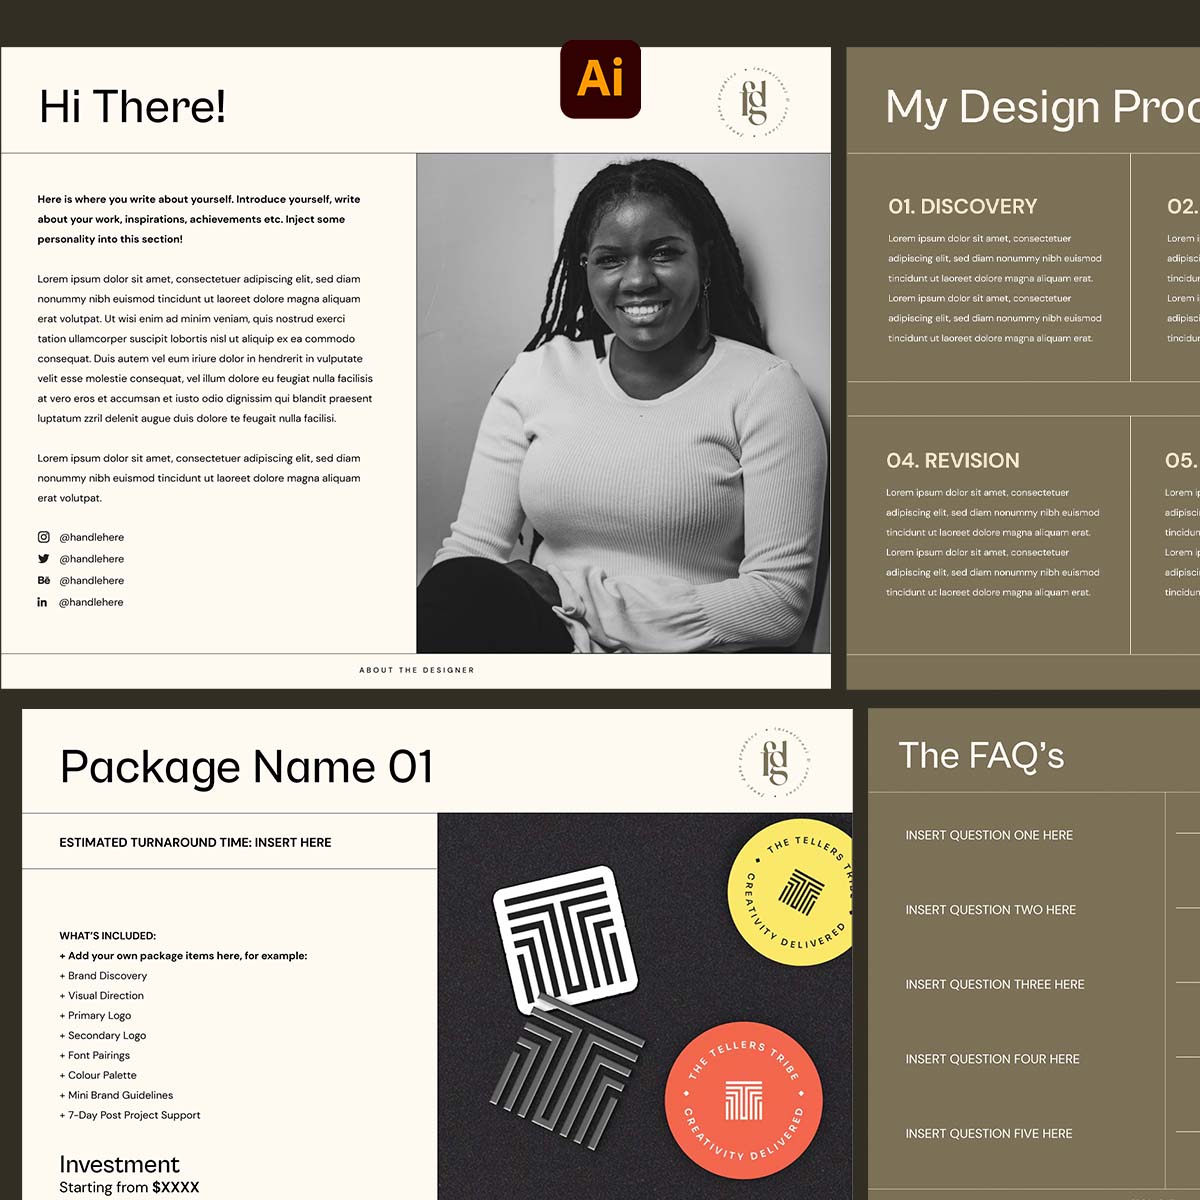 Ai
Hi There!
fdg
Here is where you write about yourself. Introduce yourself, write
about your work, inspirations, achievements etc. Inject some
personality into this section!
Lorem ipsum dolor sit amet, consectetuer adipiscing elit, sed diam
nonummy nibh euismod tincidunt ut laoreet dolore magna aliquam
erat volutpat. Ut wisi enim ad minim veniam, quis nostrud exerci
tation ullamcorper suscipit lobortis nisl ut aliquip ex ea commodo
consequat. Duis autem vel eum iriure dolor in hendrerit in vulputate
velit esse molestie consequat, vel illum dolore eu feugiat nulla facilisis
at vero eros et accumsan et iusto odio dignissim qui blandit praesent
luptatum zzril delenit augue duis dolore te feugait nulla facilisi.
Lorem ipsum dolor sit amet, consectetuer adipiscing elit, sed diam
nonummy nibh euismod tincidunt ut laoreet dolore magna aliquam
erat volutpat.
@handlehere
@handlehere
Bē @handlehere
in @handlehere
ABOUT THE DESIGNER
My Design Proc
01. DISCOVERY
Lorem ipsum dolor sit amet, consectetuer
adipiscing elit, sed diam nonummy nibh euismod
tincidunt ut laoreet dolore magna aliquam erat.
Lorem ipsum dolor sit amet, consectetuer
adipiscing elit, sed diam nonummy nibh euismod
tincidunt ut laoreet dolore magna aliquam erat.
02.
Lorem ip
adipisci
tincidun
Lorem i
adipisci
tincidun
04. REVISION
Lorem ipsum dolor sit amet, consectetuer
adipiscing elit, sed diam nonummy nibh euismod
tincidunt ut laoreet dolore magna aliquam erat.
Lorem ipsum dolor sit amet, consectetuer
adipiscing elit, sed diam nonummy nibh euismod
tincidunt ut laoreet dolore magna aliquam erat.
05.
Lorem ip
adipisci
tincidun
Lorem ip
adipisci
tincidun
Package Name 01
fdg
ESTIMATED TURNAROUND TIME: INSERT HERE
WHAT'S INCLUDED:
+ Add your own package items here, for example:
+ Brand Discovery
+ Visual Direction
+ Primary Logo
+ Secondary Logo
+ Font Pairings
+ Colour Palette
+ Mini Brand Guidelines
+ 7-Day Post Project Support
Investment
Starting from $XXXX
THE TELLERS TRIBE
CREATIVITY DELIVERED
THE TELLERS TRIBE
CREATIVITY DELIVERED
The FAQ's
INSERT QUESTION ONE HERE
INSERT QUESTION TWO HERE
INSERT QUESTION THREE HERE
INSERT QUESTION FOUR HERE
INSERT QUESTION FIVE HERE